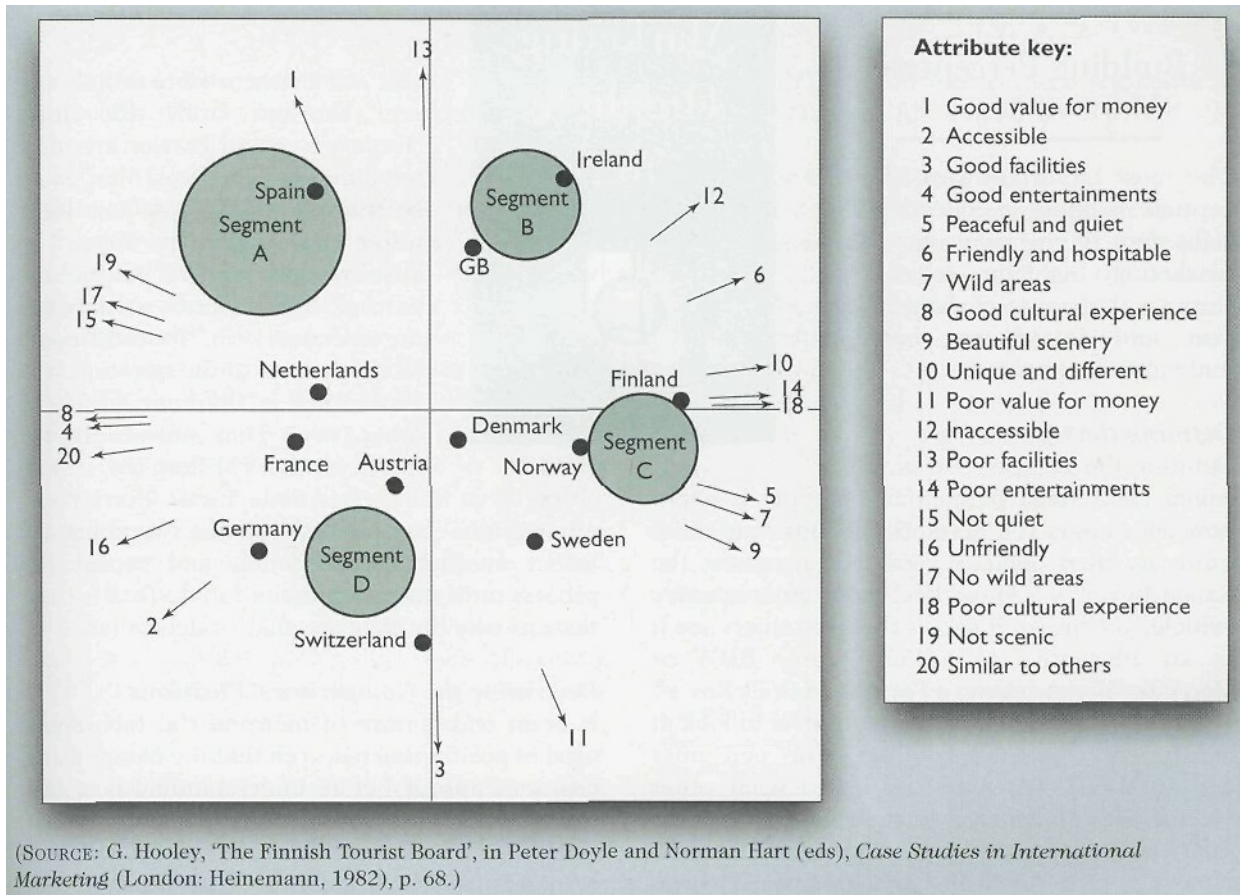 13
1
Ireland
Spain
Segment
A
Segment
B
12
GB
19
6
17
15
Netherlands
Finland
10
14
8
18
4
Denmark
Segment
C
20
France
Austria
Norway
5
7
Germany
16
Segment
D
Sweden
9
2
Switzerland
11
3
Attribute key:
1 Good value for money
2 Accessible
3 Good facilities
4 Good entertainments
5 Peaceful and quiet
6 Friendly and hospitable
7 Wild areas
8 Good cultural experience
9 Beautiful scenery
10 Unique and different
11 Poor value for money
12 Inaccessible
13 Poor facilities
14 Poor entertainments
15 Not quiet
16 Unfriendly
17 No wild areas
18 Poor cultural experience
19 Not scenic
20 Similar to others
(SOURCE: G. Hooley, ‘The Finnish Tourist Board’, in Peter Doyle and Norman Hart (eds), Case Studies in International
Marketing (London: Heinemann, 1982), p. 68.)